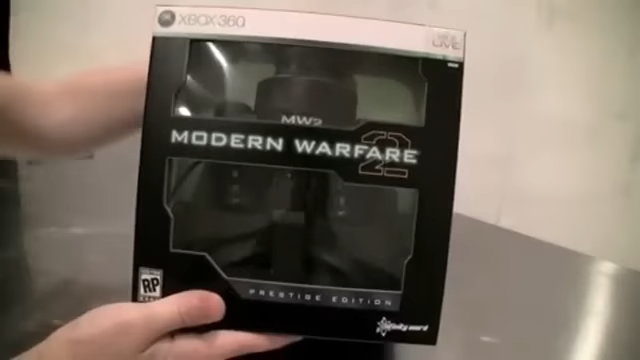 XBOX 360
LIVE
MW2
MODERN WARFARE 2
PRESTIGE EDITION
RP
infinity ward